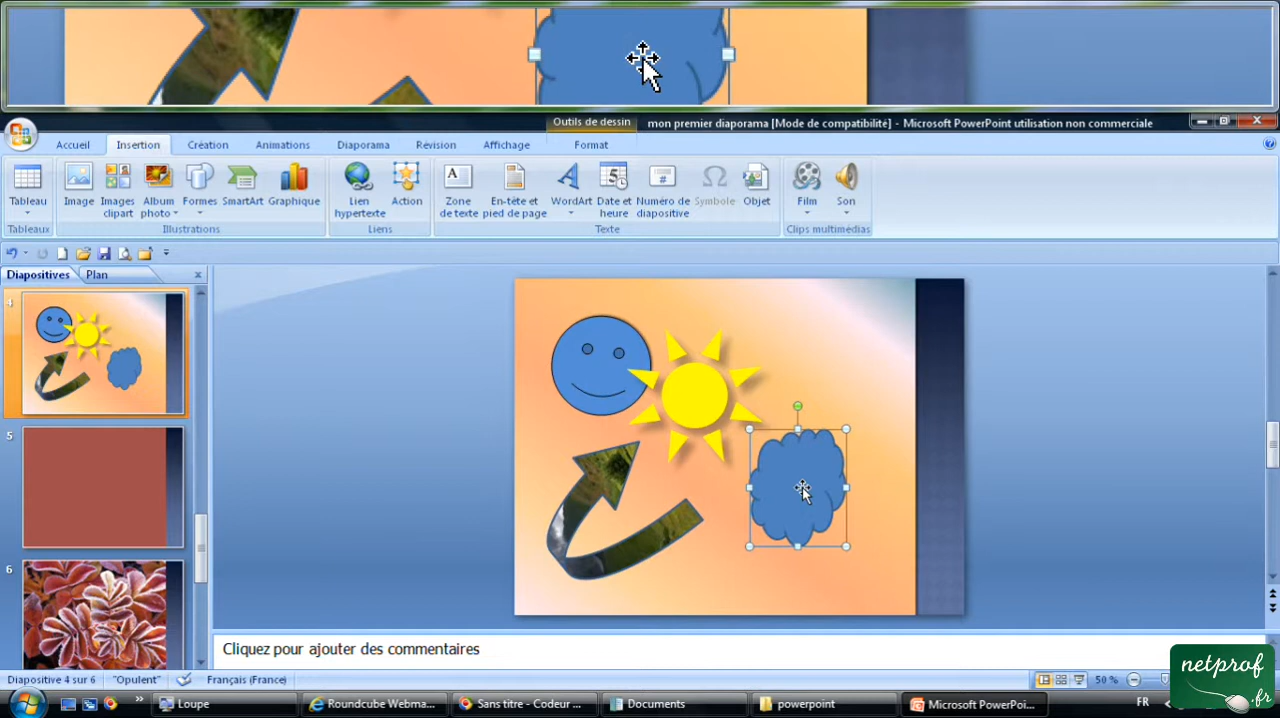 Outils de dessin
mon premier diaporama [Mode de compatibilité] - Microsoft PowerPoint utilisation non commerciale
Accueil Insertion Création Animations Diaporama Révision Affichage Format
Tableau Image Images clipart Album photo Formes SmartArt Graphique Lien hypertexte Action Zone de texte En-tête et pied de page WordArt Date et heure Numéro de diapositive Symbole Objet Film Son
Tableaux Illustrations Liens Texte Clips multimédias
Diapositives Plan
4
5
6
Cliquez pour ajouter des commentaires
Diapositive 4 sur 6 "Opulent" Français (France) 50 %
netprof
.fr
Loupe Roundcube Webma... Sans titre - Codeur ... Documents powerpoint Microsoft PowerPoi... FR